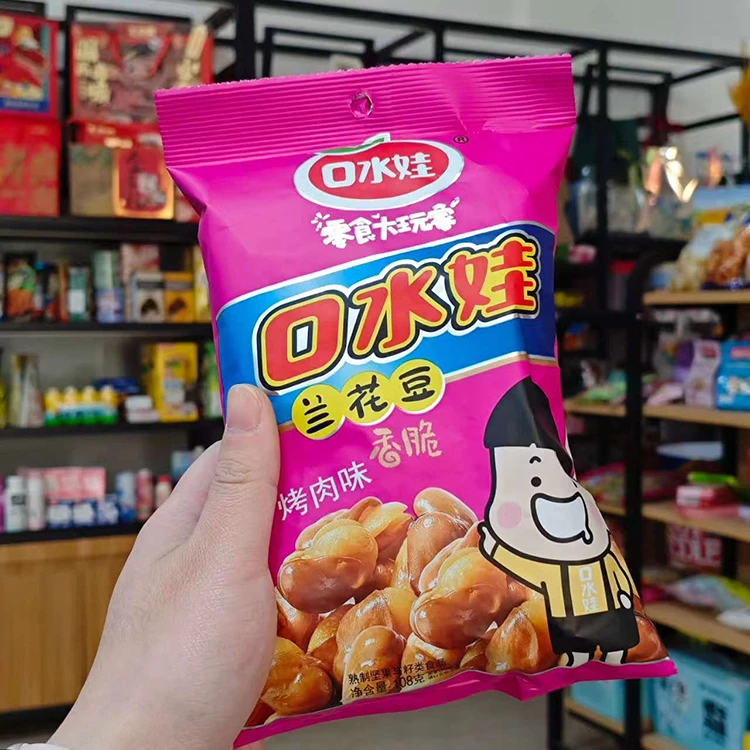 口水娃
®
零食大玩家
口水娃
兰花豆
香脆
烤肉味
口水娃
熟制坚果与籽类食品
净含量:108克